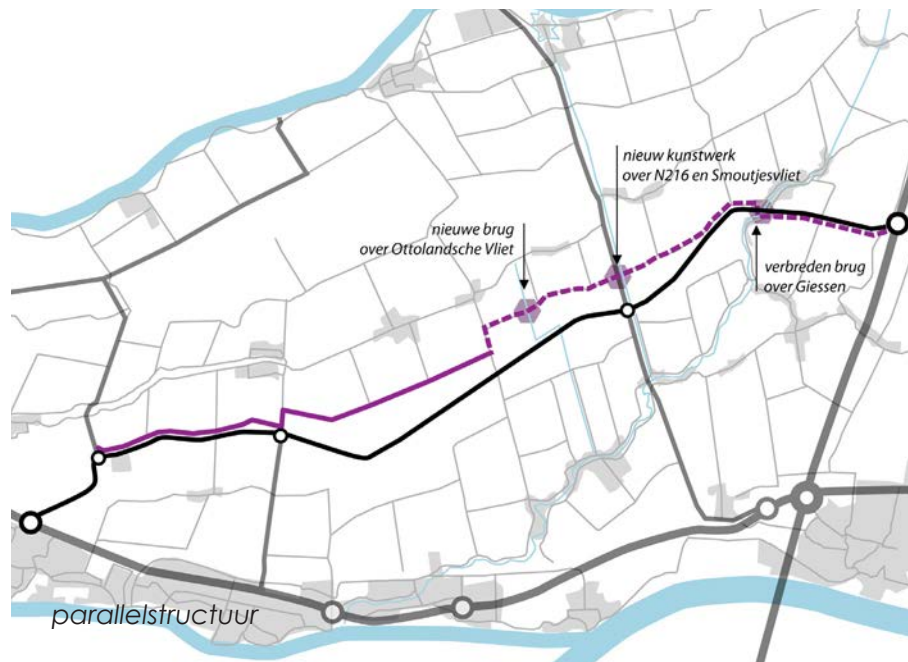 nieuw kunstwerk
over N216 en Smoutjesvliet
nieuwe brug
over Ottolandsche Vliet
verbreden brug
over Giessen
parallelstructuur